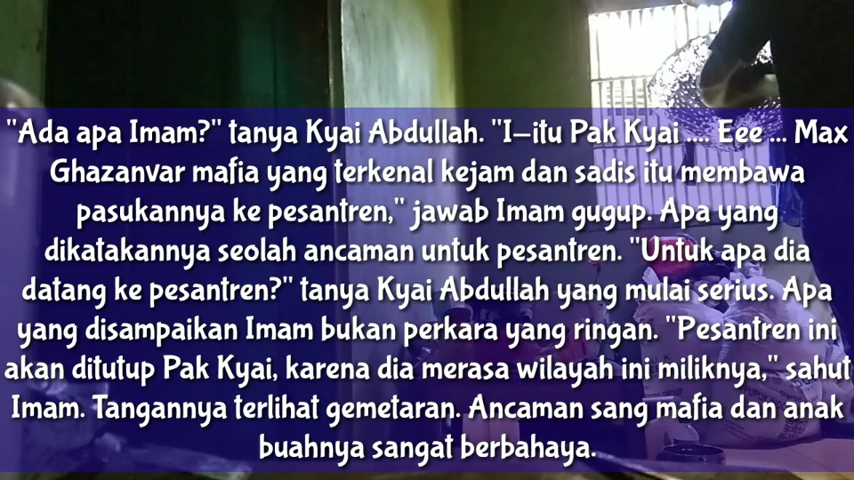 "Ada apa Imam?" tanya Kyai Abdullah. "I-itu Pak Kyai .... Eee ... Max
Ghazanvar mafia yang terkenal kejam dan sadis itu membawa
pasukannya ke pesantren," jawab Imam gugup. Apa yang
dikatakannya seolah ancaman untuk pesantren. "Untuk apa dia
datang ke pesantren?" tanya Kyai Abdullah yang mulai serius. Apa
yang disampaikan Imam bukan perkara yang ringan. "Pesantren ini
akan ditutup Pak Kyai, karena dia merasa wilayah ini miliknya," sahut
Imam. Tangannya terlihat gemetaran. Ancaman sang mafia dan anak
buahnya sangat berbahaya.